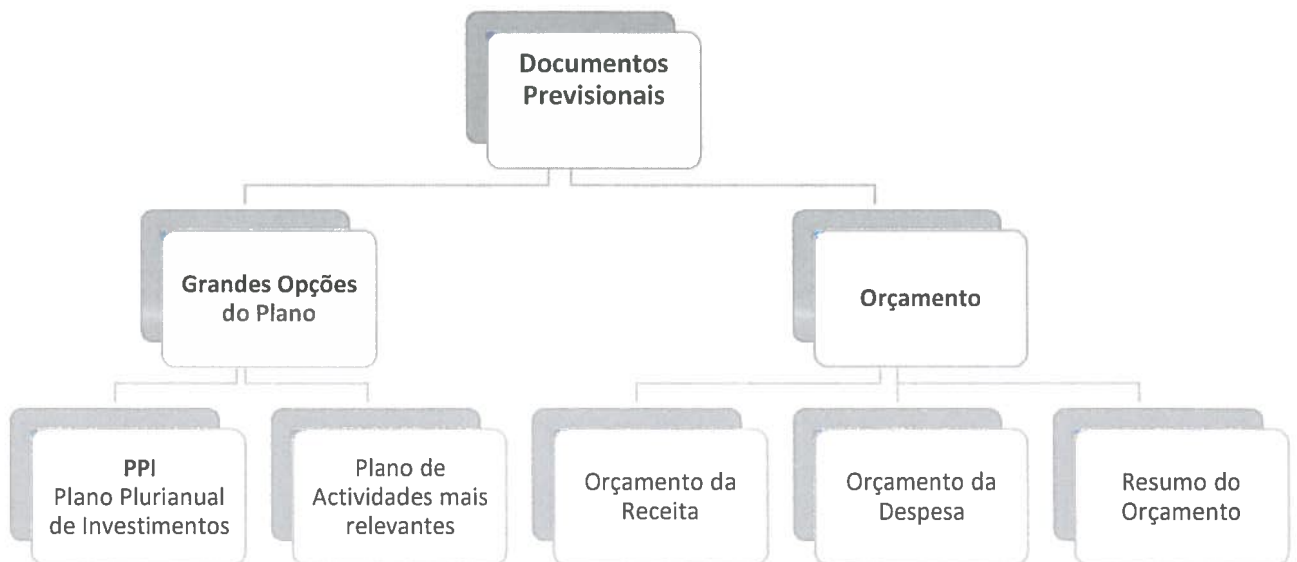 Documentos
Previsionais
Grandes Opções
do Plano
Orçamento
PPI
Plano Plurianual
de Investimentos
Plano de
Actividades mais
relevantes
Orçamento da
Receita
Orçamento da
Despesa
Resumo do
Orçamento